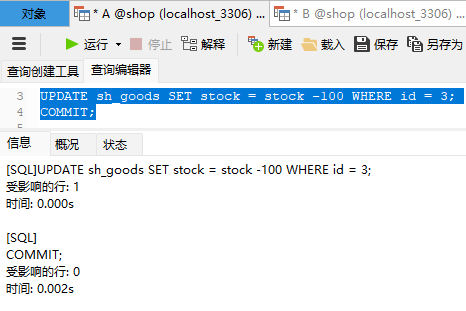 对象
* A @shop (localhost_3306) ...
* B @shop (localhost_3306) ...
运行
停止
解释
新建
载入
保存
另存为
查询创建工具
查询编辑器
3 UPDATE sh_goods SET stock = stock -100 WHERE id = 3;
4 COMMIT;
信息
概况
状态
[SQL]UPDATE sh_goods SET stock = stock -100 WHERE id = 3;
受影响的行: 1
时间: 0.000s
[SQL]
COMMIT;
受影响的行: 0
时间: 0.002s